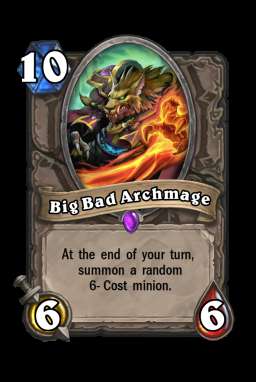 10
Big Bad Archmage
At the end of your turn,
summon a random
6- Cost minion.
6 6